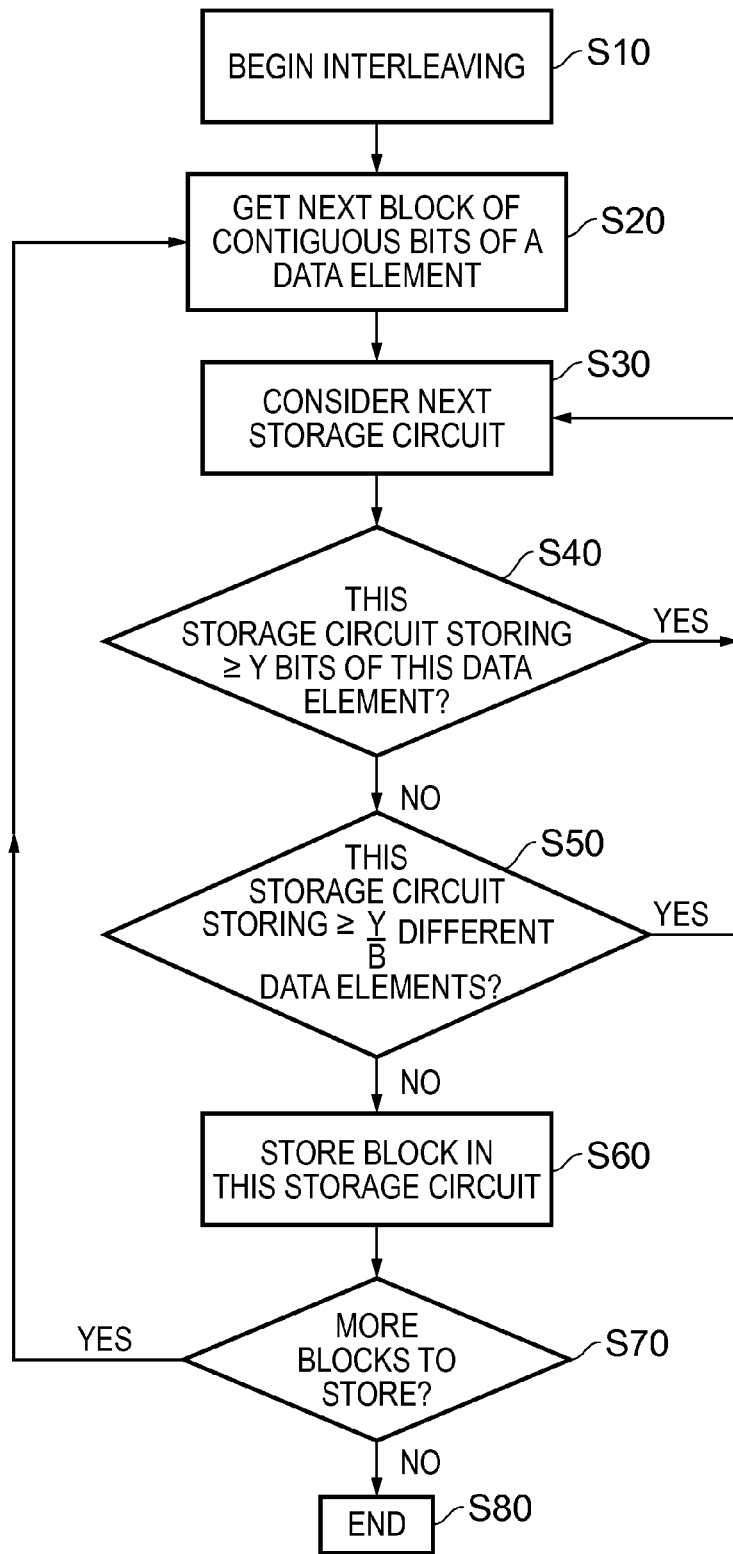 BEGIN INTERLEAVING
S10
GET NEXT BLOCK OF
CONTIGUOUS BITS OF A
DATA ELEMENT
S20
CONSIDER NEXT
STORAGE CIRCUIT
S30
THIS
STORAGE CIRCUIT STORING
≥ Y BITS OF THIS DATA
ELEMENT?
S40
YES
NO
THIS
STORAGE CIRCUIT
STORING ≥ Y/B DIFFERENT
DATA ELEMENTS?
S50
YES
NO
STORE BLOCK IN
THIS STORAGE CIRCUIT
S60
MORE
BLOCKS TO
STORE?
S70
YES
NO
END
S80